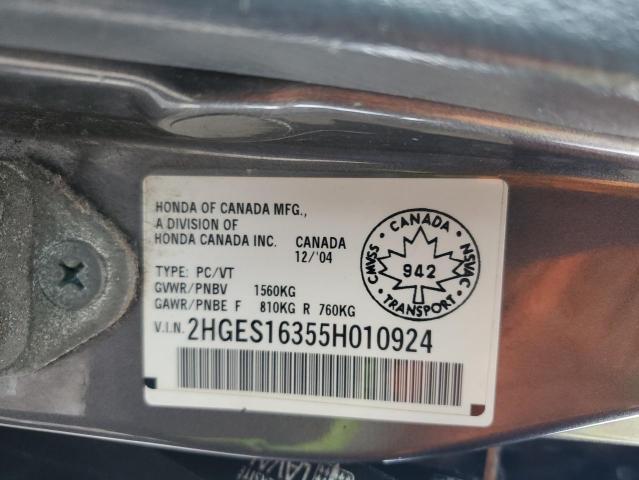 HONDA OF CANADA MFG.,
A DIVISION OF
HONDA CANADA INC. CANADA
12/'04
TYPE: PC/VT
GVWR/PNBV 1560KG
GAWR/PNBE F 810KG R 760KG
V.I.N. 2HGES16355H010924
CANADA
CMVSS 942 NSVAC
TRANSPORT